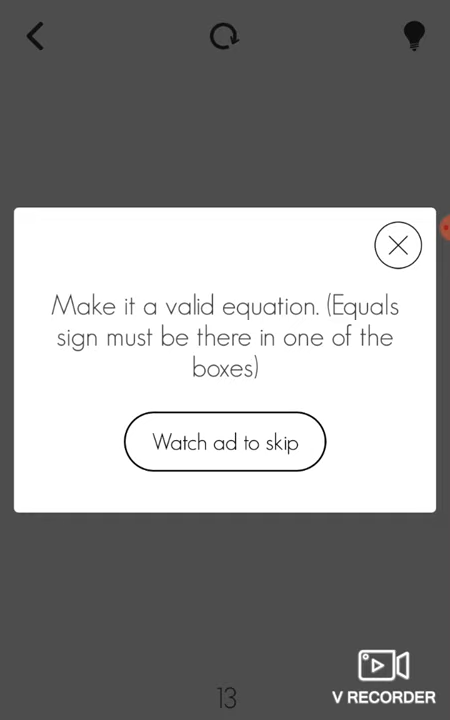 Make it a valid equation. (Equals
sign must be there in one of the
boxes)
Watch ad to skip
13
V RECORDER